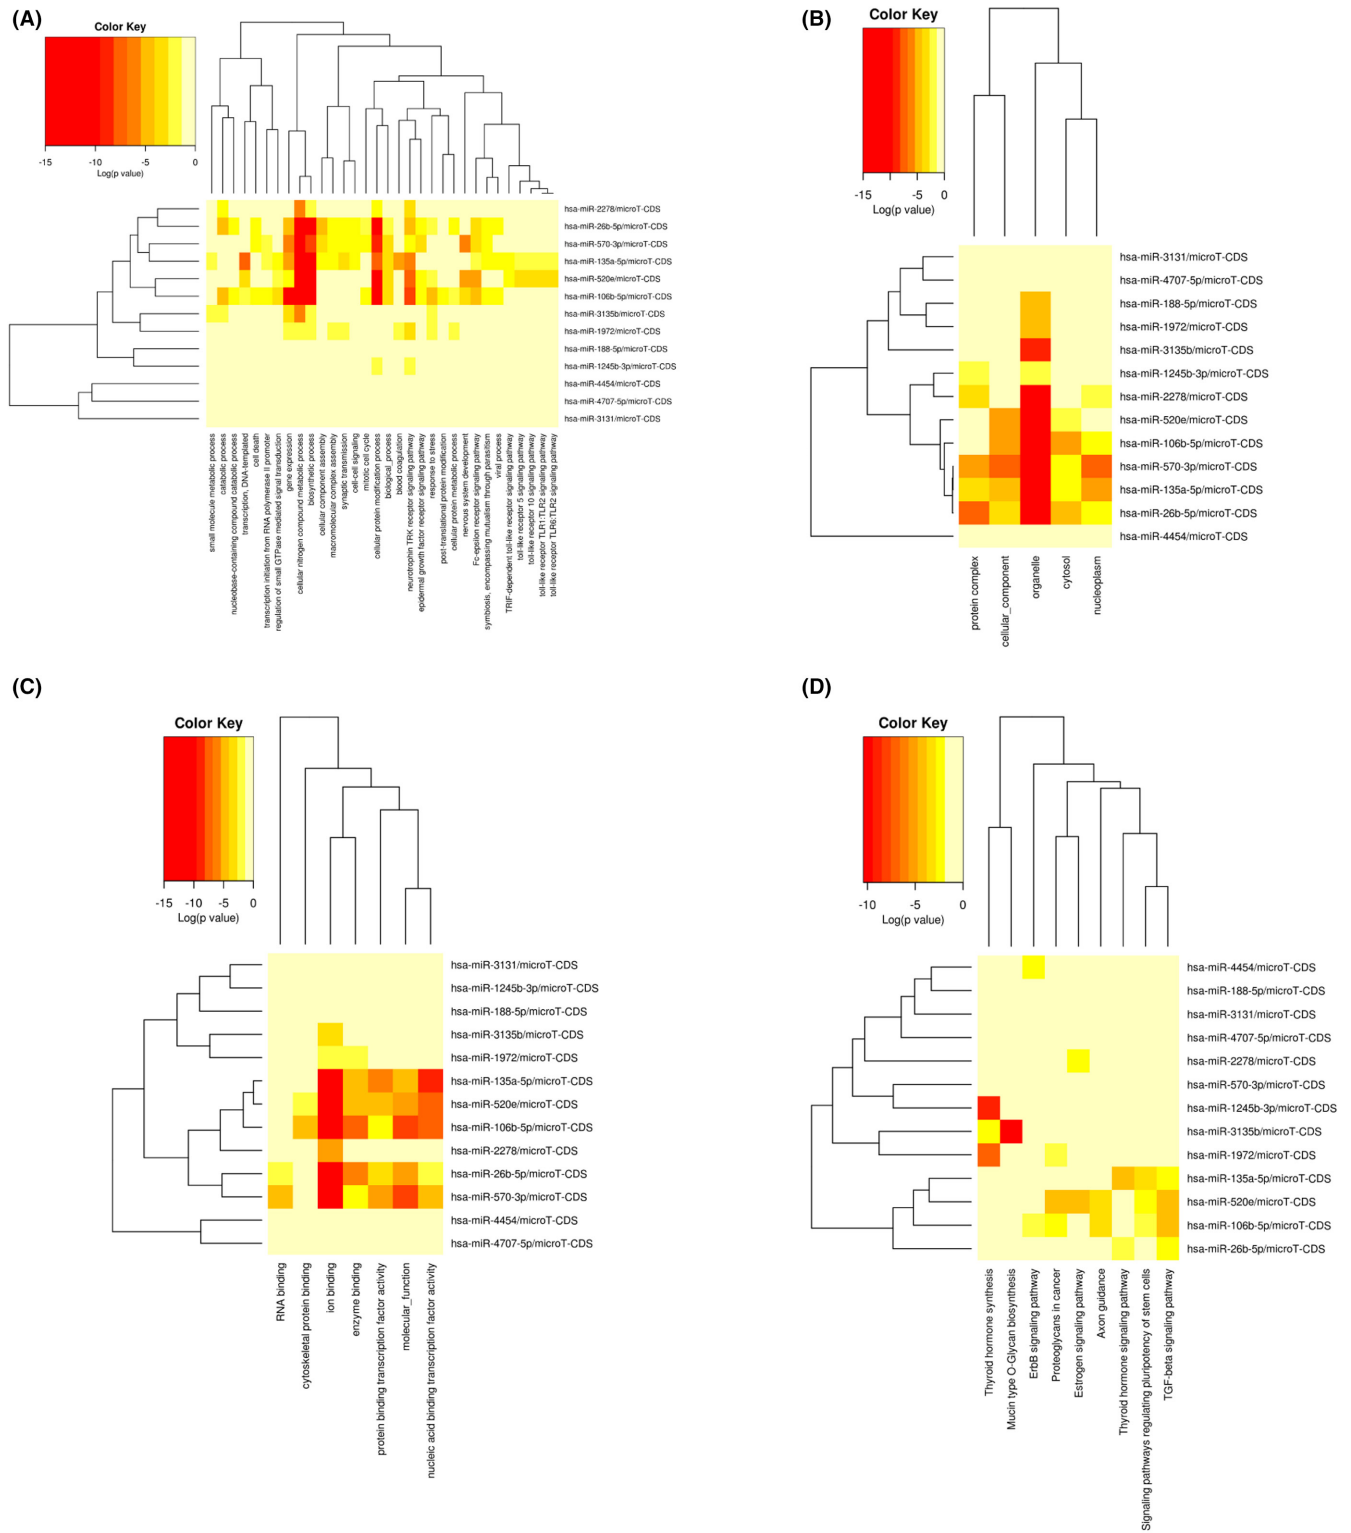 (A)
Color Key
-15
-10
-5
0
Log(p value)
hsa-miR-2278/microT-CDS
hsa-miR-26b-5p/microT-CDS
hsa-miR-570-3p/microT-CDS
hsa-miR-135a-5p/microT-CDS
hsa-miR-520e/microT-CDS
hsa-miR-106b-5p/microT-CDS
hsa-miR-3135b/microT-CDS
hsa-miR-1972/microT-CDS
hsa-miR-188-5p/microT-CDS
hsa-miR-1245b-3p/microT-CDS
hsa-miR-4454/microT-CDS
hsa-miR-4707-5p/microT-CDS
hsa-miR-3131/microT-CDS
small molecule metabolic process
catabolic process
nucleobase-containing compound catabolic process
transcription, DNA-templated
cell death
transcription initiation from RNA polymerase II promoter
regulation of small GTPase mediated signal transduction
gene expression
cellular nitrogen compound metabolic process
biosynthetic process
cellular component assembly
macromolecular complex assembly
synaptic transmission
cell-cell signaling
mitotic cell cycle
cellular protein modification process
biological_process
blood coagulation
neurotrophin TRK receptor signaling pathway
epidermal growth factor receptor signaling pathway
response to stress
post-translational protein modification
cellular protein metabolic process
nervous system development
Fc-epsilon receptor signaling pathway
symbiosis, encompassing mutualism through parasitism
viral process
TRIF-dependent toll-like receptor signaling pathway
toll-like receptor 5 signaling pathway
toll-like receptor 10 signaling pathway
toll-like receptor TLR1:TLR2 signaling pathway
toll-like receptor TLR6:TLR2 signaling pathway
(B)
Color Key
-15
-10
-5
0
Log(p value)
hsa-miR-3131/microT-CDS
hsa-miR-4707-5p/microT-CDS
hsa-miR-188-5p/microT-CDS
hsa-miR-1972/microT-CDS
hsa-miR-3135b/microT-CDS
hsa-miR-1245b-3p/microT-CDS
hsa-miR-2278/microT-CDS
hsa-miR-520e/microT-CDS
hsa-miR-106b-5p/microT-CDS
hsa-miR-570-3p/microT-CDS
hsa-miR-135a-5p/microT-CDS
hsa-miR-26b-5p/microT-CDS
hsa-miR-4454/microT-CDS
protein complex
cellular_component
organelle
cytosol
nucleoplasm
(C)
Color Key
-15
-10
-5
0
Log(p value)
hsa-miR-3131/microT-CDS
hsa-miR-1245b-3p/microT-CDS
hsa-miR-188-5p/microT-CDS
hsa-miR-3135b/microT-CDS
hsa-miR-1972/microT-CDS
hsa-miR-135a-5p/microT-CDS
hsa-miR-520e/microT-CDS
hsa-miR-106b-5p/microT-CDS
hsa-miR-2278/microT-CDS
hsa-miR-26b-5p/microT-CDS
hsa-miR-570-3p/microT-CDS
hsa-miR-4454/microT-CDS
hsa-miR-4707-5p/microT-CDS
RNA binding
cytoskeletal protein binding
ion binding
enzyme binding
protein binding transcription factor activity
molecular_function
nucleic acid binding transcription factor activity
(D)
Color Key
-10
-5
0
Log(p value)
hsa-miR-4454/microT-CDS
hsa-miR-188-5p/microT-CDS
hsa-miR-3131/microT-CDS
hsa-miR-4707-5p/microT-CDS
hsa-miR-2278/microT-CDS
hsa-miR-570-3p/microT-CDS
hsa-miR-1245b-3p/microT-CDS
hsa-miR-3135b/microT-CDS
hsa-miR-1972/microT-CDS
hsa-miR-135a-5p/microT-CDS
hsa-miR-520e/microT-CDS
hsa-miR-106b-5p/microT-CDS
hsa-miR-26b-5p/microT-CDS
Thyroid hormone synthesis
Mucin type O-Glycan biosynthesis
ErbB signaling pathway
Proteoglycans in cancer
Estrogen signaling pathway
Axon guidance
Thyroid hormone signaling pathway
Signaling pathways regulating pluripotency of stem cells
TGF-beta signaling pathway